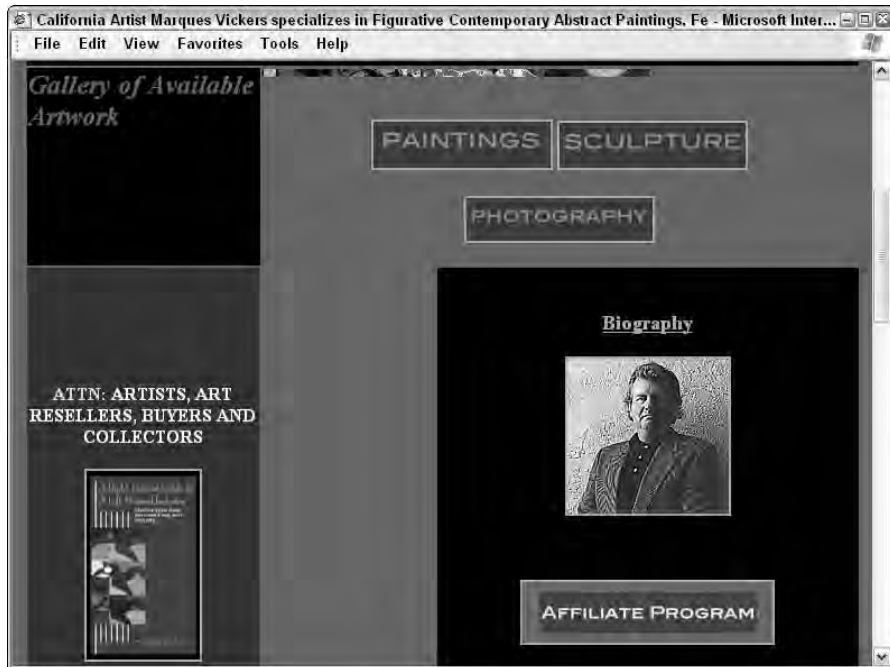 California Artist Marques Vickers specializes in Figurative Contemporary Abstract Paintings, Fe - Microsoft Inter...
File Edit View Favorites Tools Help
Gallery of Available
Artwork
PAINTINGS SCULPTURE
PHOTOGRAPHY
Biography
ATTN: ARTISTS, ART
RESELLERS, BUYERS AND
COLLECTORS
AFFILIATE PROGRAM